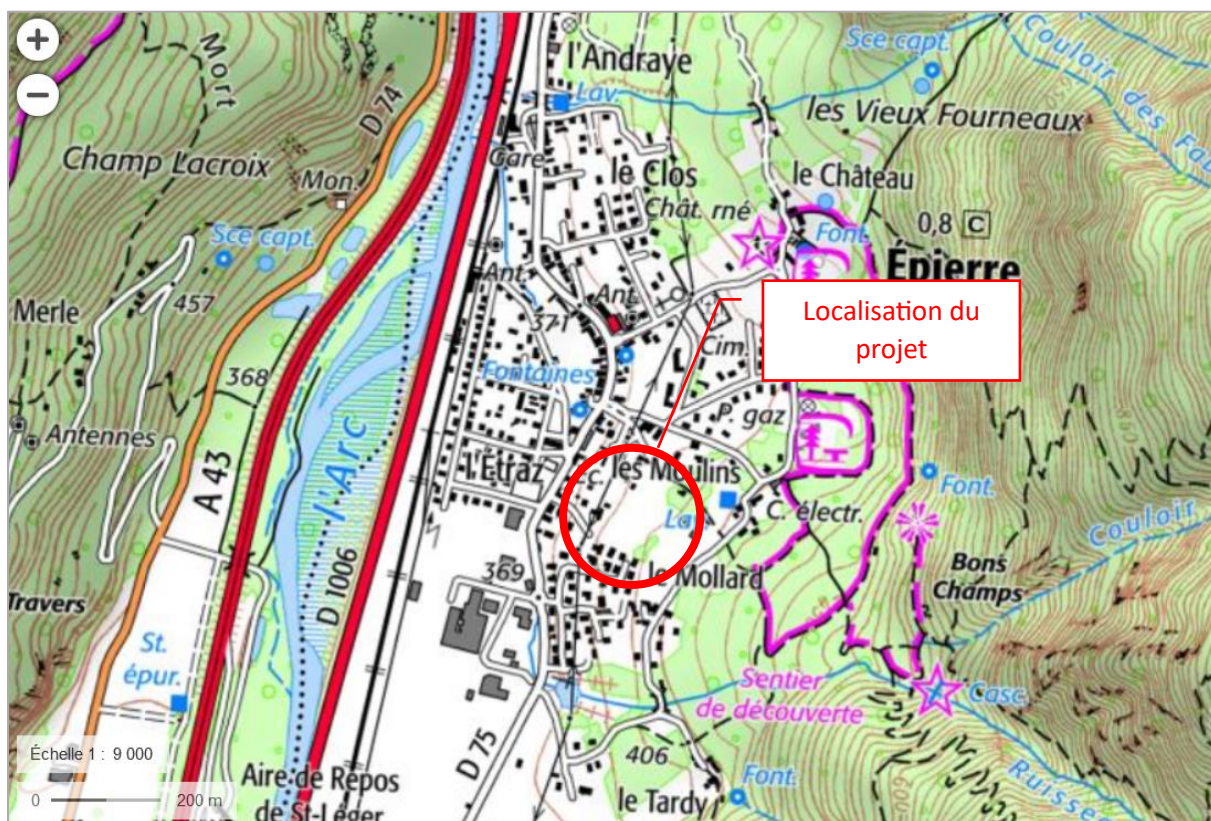 Mort
D 74
l'Andraye
Lav.
Sce capt.
Couloir
des Fau
les Vieux Fourneaux
Champ Lacroix
Mon.
Gare
le Clos
le Château
Chât. rné
Font.
0,8 C
Épierre
Sce capt.
457
Merle
Ant.
Ant.
371
Cim.
Localisation du
projet
368
Fontaines
P. gaz
Antennes
A 43
l'Arc
l'Étraz
les Moulins
Lav.
C. électr.
Font.
Couloir
D 1006
369
le Mollard
Bons
Champs
Travers
St.
épur.
Sentier
de découverte
Casc.
Échelle 1 : 9 000
0 200 m
Aire de Repos
de St-Léger
D 75
406
le Tardy
Font.
Ruisse